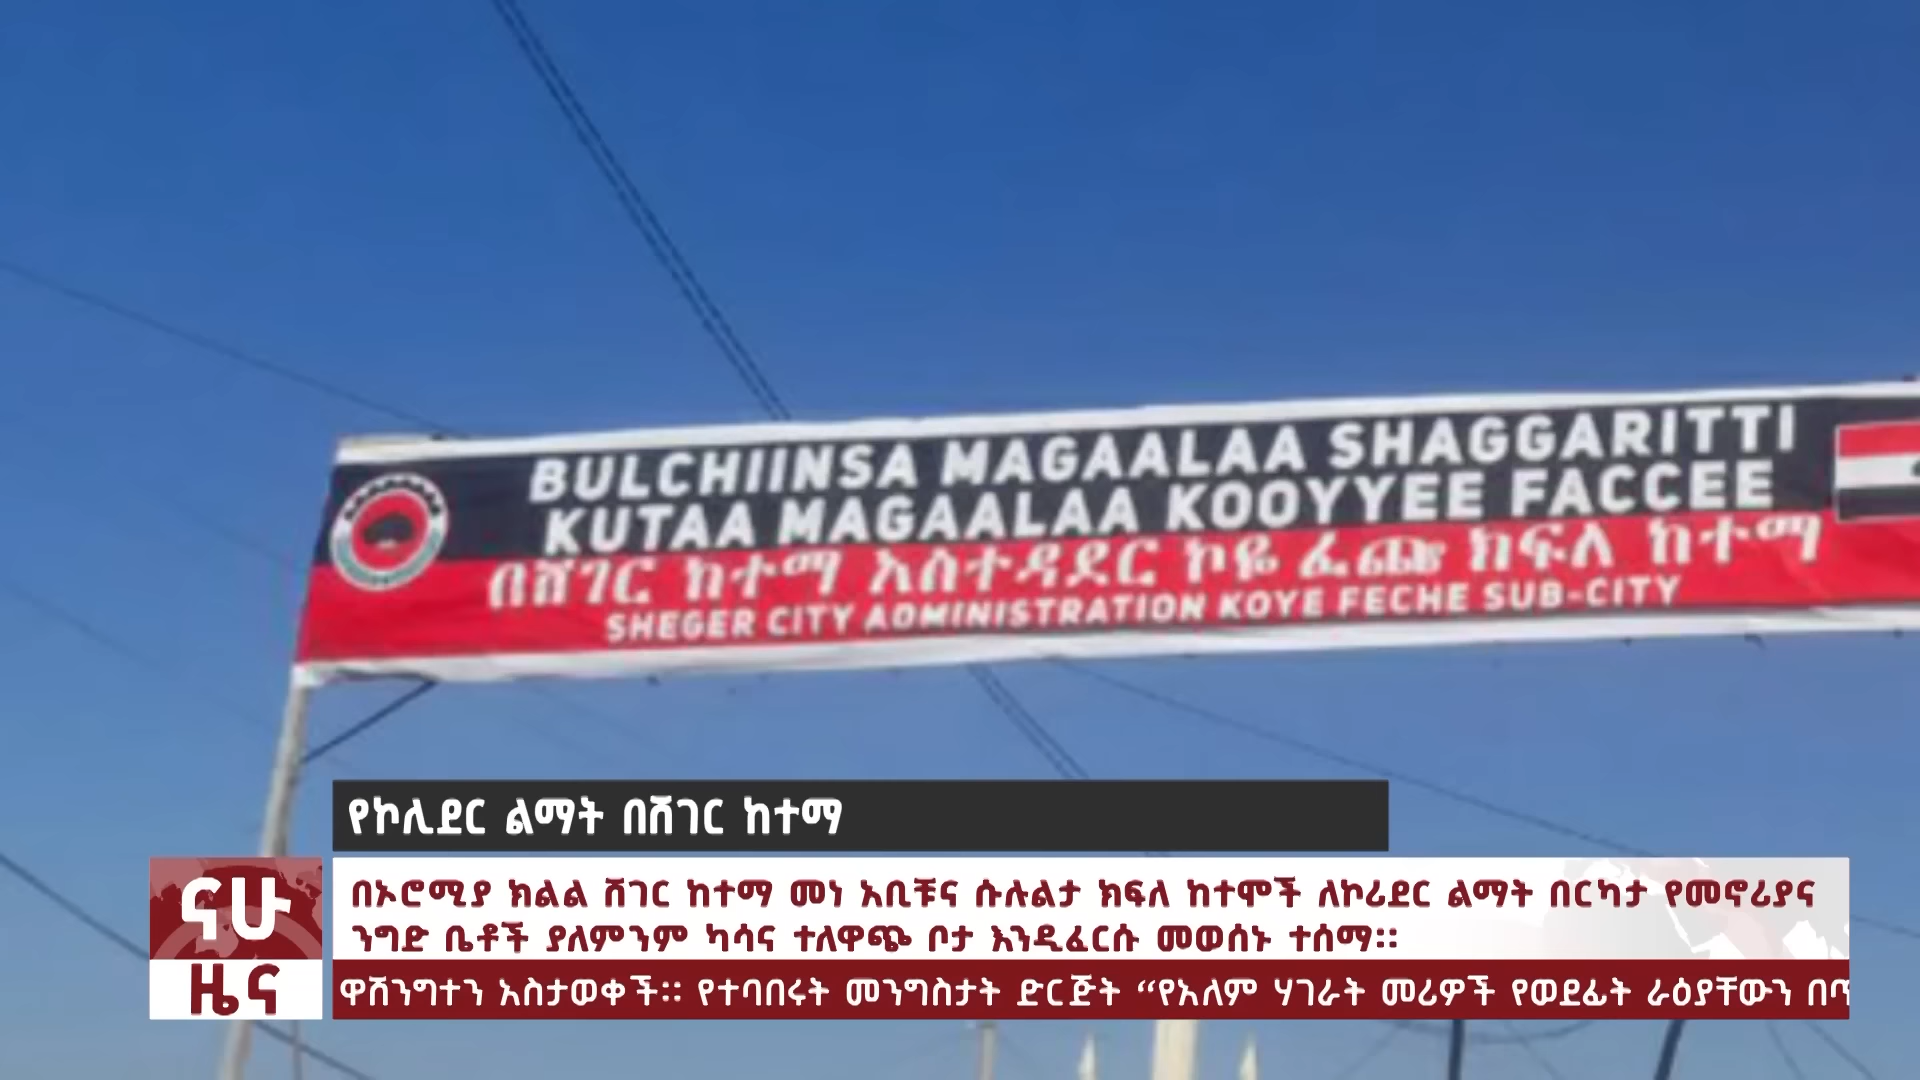 BULCHIINSA MAGAALAA SHAGGARITTI
KUTAA MAGAALAA KOOYYEE FACCEE
በሸገር ከተማ አስተዳደር ኮዬ ፈጬ ክፍለ ከተማ
SHEGER CITY ADMINISTRATION KOYE FECHE SUB-CITY
የኮሊደር ልማት በሸገር ከተማ
ናሁ
ዜና
በኦሮሚያ ክልል ሸገር ከተማ መነ አቢቹና ሱሉልታ ክፍለ ከተሞች ለኮሪደር ልማት በርካታ የመኖሪያና
ንግድ ቤቶች ያለምንም ካሳና ተለዋጭ ቦታ እንዲፈርሱ መወሰኑ ተሰማ፡፡
ዋሽንግተን አስታወቀች፡፡ የተባበሩት መንግስታት ድርጅት “የአለም ሃገራት መሪዎች የወደፊት ራዕያቸውን